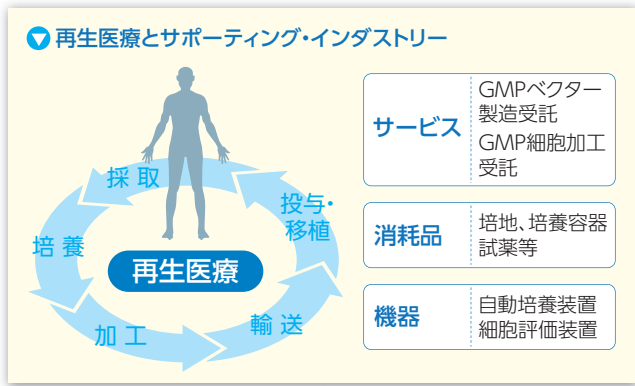 再生医療とサポーティング・インダストリー
採取
培養
加工
輸送
投与・
移植
再生医療
サービス
GMPベクター
製造受託
GMP細胞加工
受託
消耗品
培地、培養容器
試薬等
機器
自動培養装置
細胞評価装置